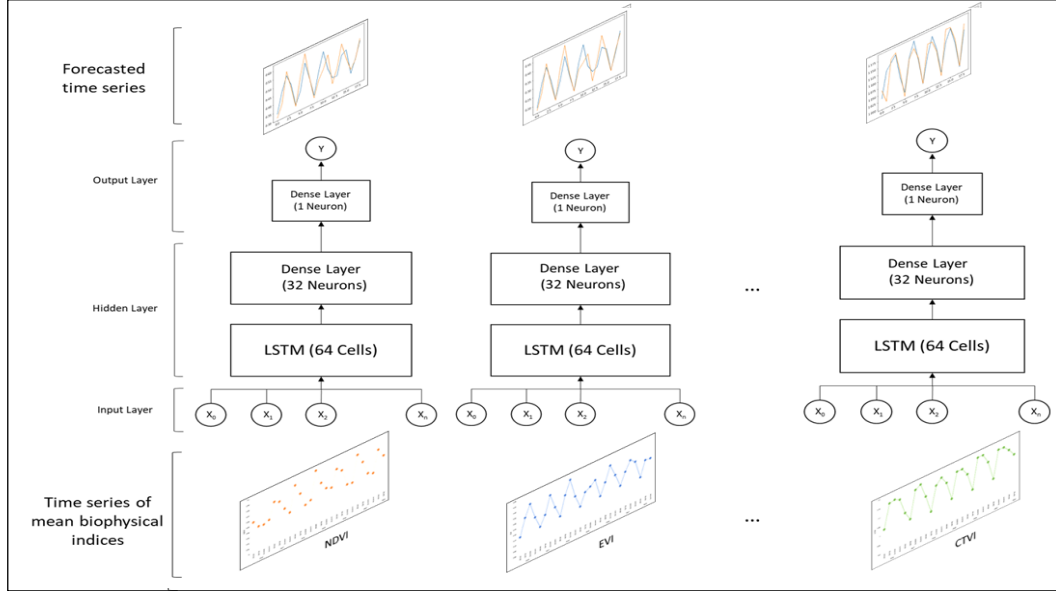 Forecasted
time series
Output Layer
Y
Y
Y
Dense Layer
(1 Neuron)
Dense Layer
(1 Neuron)
Dense Layer
(1 Neuron)
Hidden Layer
Dense Layer
(32 Neurons)
Dense Layer
(32 Neurons)
...
Dense Layer
(32 Neurons)
LSTM (64 Cells)
LSTM (64 Cells)
LSTM (64 Cells)
Input Layer
X₀ X₁ X₂ Xₙ
X₀ X₁ X₂ Xₙ
X₀ X₁ X₂ Xₙ
Time series of
mean biophysical
indices
NDVI
EVI
...
CTVI